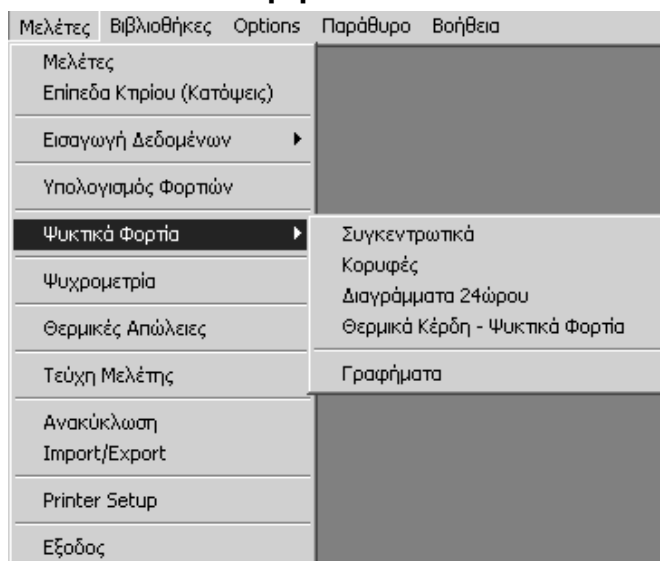 Μελέτες Βιβλιοθήκες Options Παράθυρο Βοήθεια
Μελέτες
Επίπεδα Κτιρίου (Κατόψεις)
Εισαγωγή Δεδομένων
Υπολογισμός Φορτιών
Ψυκτικά Φορτία
Ψυχρομετρία
Θερμικές Απώλειες
Τεύχη Μελέτης
Ανακύκλωση
Import/Export
Printer Setup
Εξοδος
Συγκεντρωτικά
Κορυφές
Διαγράμματα 24ώρου
Θερμικά Κέρδη - Ψυκτικά Φορτία
Γραφήματα